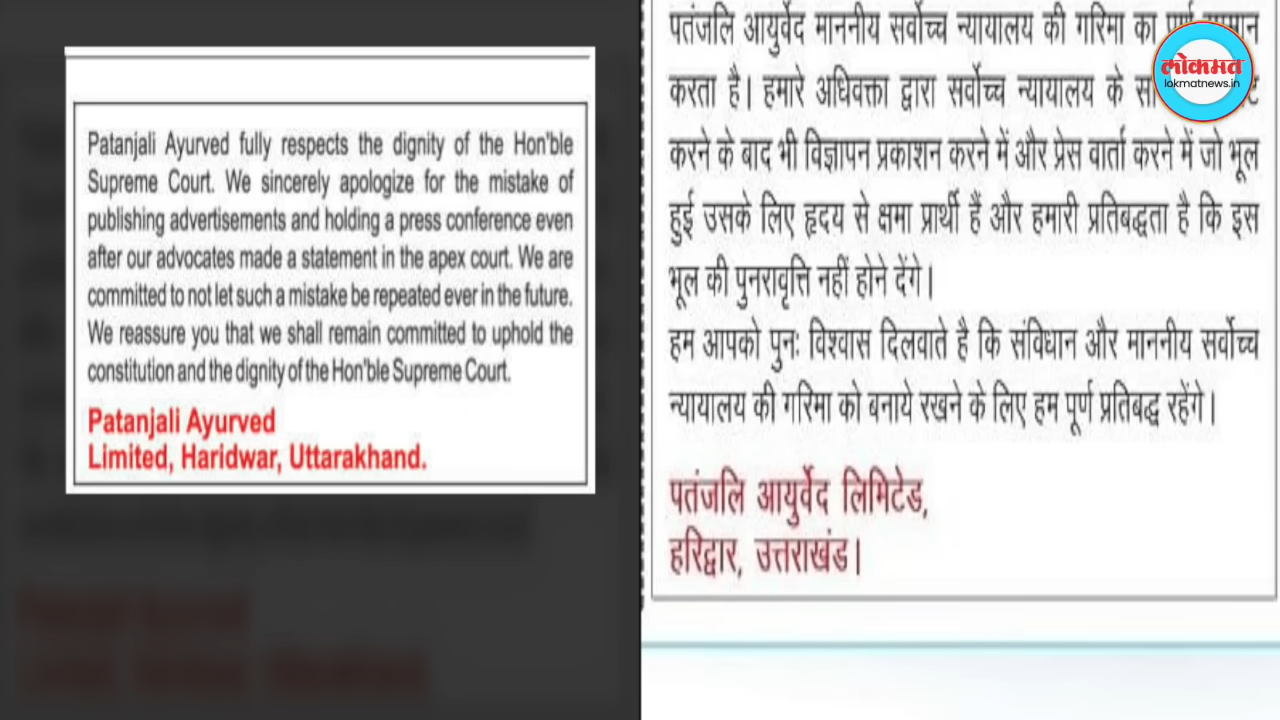 Patanjali Ayurved fully respects the dignity of the Hon'ble
Supreme Court. We sincerely apologize for the mistake of
publishing advertisements and holding a press conference even
after our advocates made a statement in the apex court. We are
committed to not let such a mistake be repeated ever in the future.
We reassure you that we shall remain committed to uphold the
constitution and the dignity of the Hon'ble Supreme Court.
Patanjali Ayurved
Limited, Haridwar, Uttarakhand.
पतंजलि आयुर्वेद माननीय सर्वोच्च न्यायालय की गरिमा का
करता है। हमारे अधिवक्ता द्वारा सर्वोच्च न्यायालय के
करने के बाद भी विज्ञापन प्रकाशन करने में और प्रेस वार्ता करने में जो भूल
हुई उसके लिए हृदय से क्षमा प्रार्थी हैं और हमारी प्रतिबद्धता है कि इस
भूल की पुनरावृत्ति नहीं होने देंगे।
हम आपको पुनः विश्वास दिलवाते है कि संविधान और माननीय सर्वोच्च
न्यायालय की गरिमा को बनाये रखने के लिए हम पूर्ण प्रतिबद्ध रहेंगे।
पतंजलि आयुर्वेद लिमिटेड,
हरिद्वार, उत्तराखंड।
लोकमत
lokmatnews.in